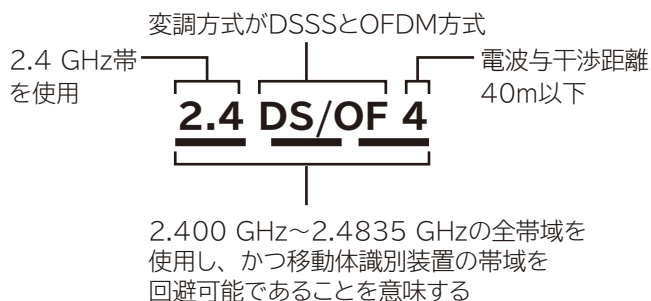 変調方式がDSSSとOFDM方式
2.4 GHz帯
を使用
電波与干渉距離
40m以下
2.4 DS/OF 4
2.400 GHz～2.4835 GHzの全帯域を
使用し、かつ移動体識別装置の帯域を
回避可能であることを意味する